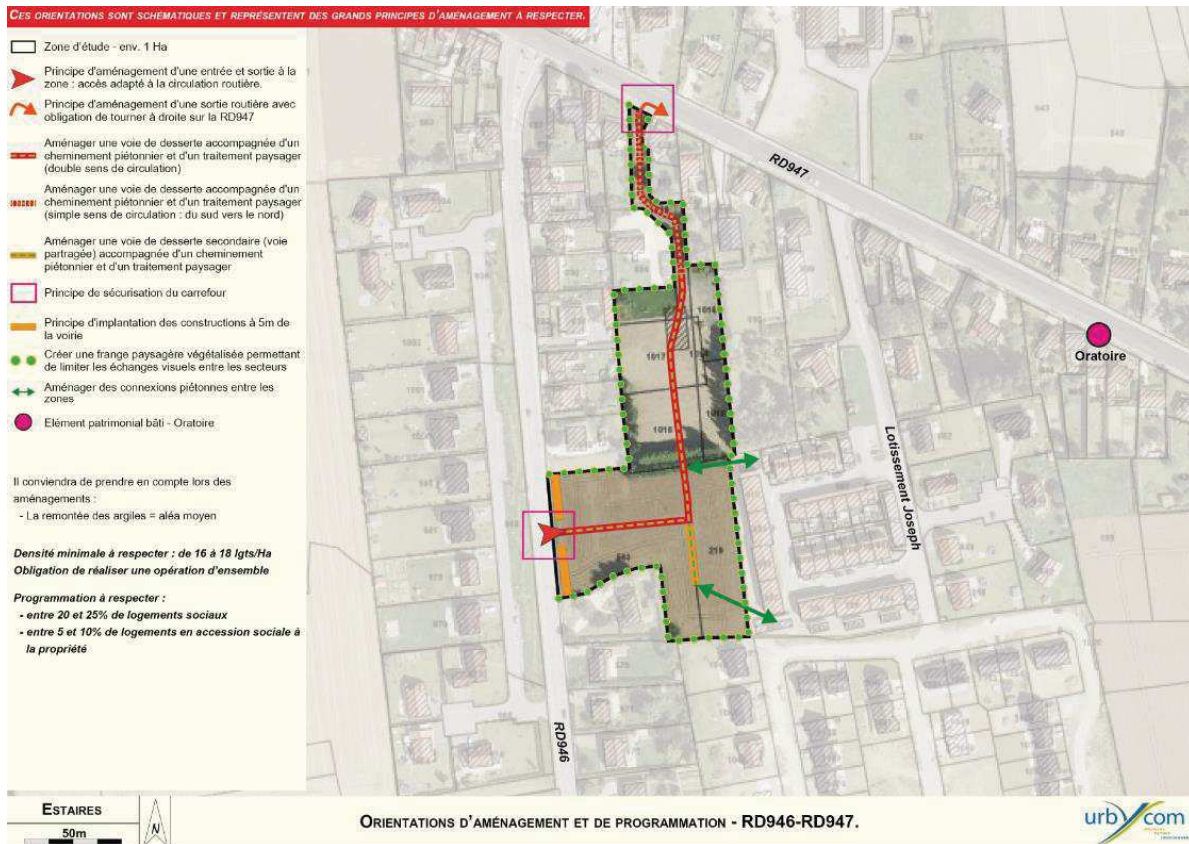 CES ORIENTATIONS SONT SCHÉMATIQUES ET REPRÉSENTENT DES GRANDS PRINCIPES D'AMÉNAGEMENT À RESPECTER.
Zone d'étude - env. 1 Ha
Principe d'aménagement d'une entrée et sortie à la
zone : accès adapté à la circulation routière.
Principe d'aménagement d'une sortie routière avec
obligation de tourner à droite sur la RD947
Aménager une voie de desserte accompagnée d'un
cheminement piétonnier et d'un traitement paysager
(double sens de circulation)
Aménager une voie de desserte accompagnée d'un
cheminement piétonnier et d'un traitement paysager
(simple sens de circulation : du sud vers le nord)
Aménager une voie de desserte secondaire (voie
partragée) accompagnée d'un cheminement
piétonnier et d'un traitement paysager
Principe de sécurisation du carrefour
Principe d'implantation des constructions à 5m de
la voirie
Créer une frange paysagère végétalisée permettant
de limiter les échanges visuels entre les secteurs
Aménager des connexions piétonnes entre les
zones
Elément patrimonial bâti - Oratoire
Il conviendra de prendre en compte lors des
aménagements :
- La remontée des argiles = aléa moyen
Densité minimale à respecter : de 16 à 18 lgts/Ha
Obligation de réaliser une opération d'ensemble
Programmation à respecter :
- entre 20 et 25% de logements sociaux
- entre 5 et 10% de logements en accession sociale à
la propriété
RD947
Oratoire
1017
1018
219
Lotissement Joseph
RD946
ESTAIRES
50m
N
ORIENTATIONS D'AMÉNAGEMENT ET DE PROGRAMMATION - RD946-RD947.
urbycom